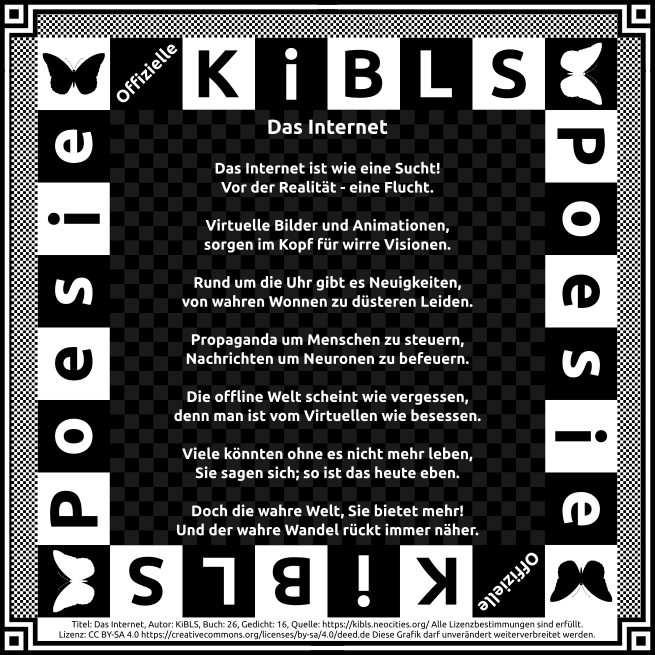 Offizielle KiBLS
Poesie
Poesie
Das Internet
Das Internet ist wie eine Sucht!
Vor der Realität - eine Flucht.
Virtuelle Bilder und Animationen,
sorgen im Kopf für wirre Visionen.
Rund um die Uhr gibt es Neuigkeiten,
von wahren Wonnen zu düsteren Leiden.
Propaganda um Menschen zu steuern,
Nachrichten um Neuronen zu befeuern.
Die offline Welt scheint wie vergessen,
denn man ist vom Virtuellen wie besessen.
Viele könnten ohne es nicht mehr leben,
Sie sagen sich; so ist das heute eben.
Doch die wahre Welt, Sie bietet mehr!
Und der wahre Wandel rückt immer näher.
Offizielle KiBLS
Titel: Das Internet, Autor: KiBLS, Buch: 26, Gedicht: 16, Quelle: https://kibls.neocities.org/ Alle Lizenzbestimmungen sind erfüllt.
Lizenz: CC BY-SA 4.0 https://creativecommons.org/licenses/by-sa/4.0/deed.de Diese Grafik darf unverändert weiterverbreitet werden.